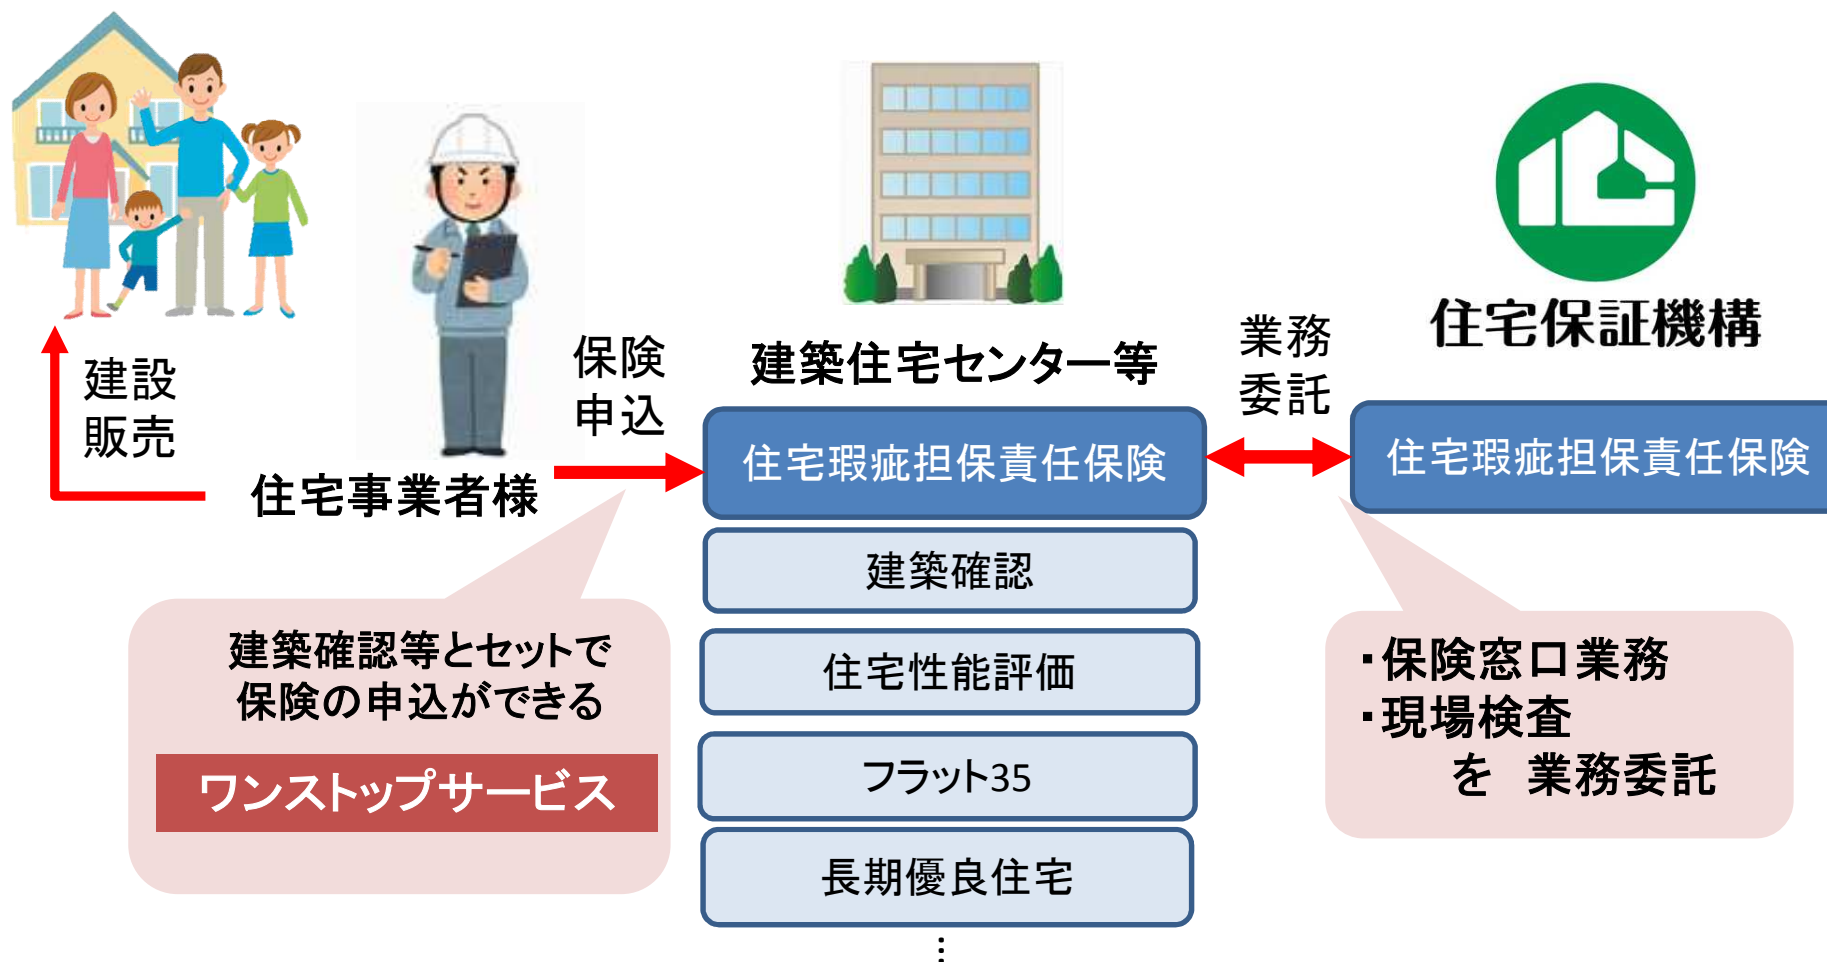 建設
販売
住宅事業者様
保険
申込
建築住宅センター等
業務
委託
住宅保証機構
住宅瑕疵担保責任保険
住宅瑕疵担保責任保険
建築確認
住宅性能評価
フラット35
長期優良住宅
⋮
建築確認等とセットで
保険の申込ができる
ワンストップサービス
・保険窓口業務
・現場検査
を　業務委託